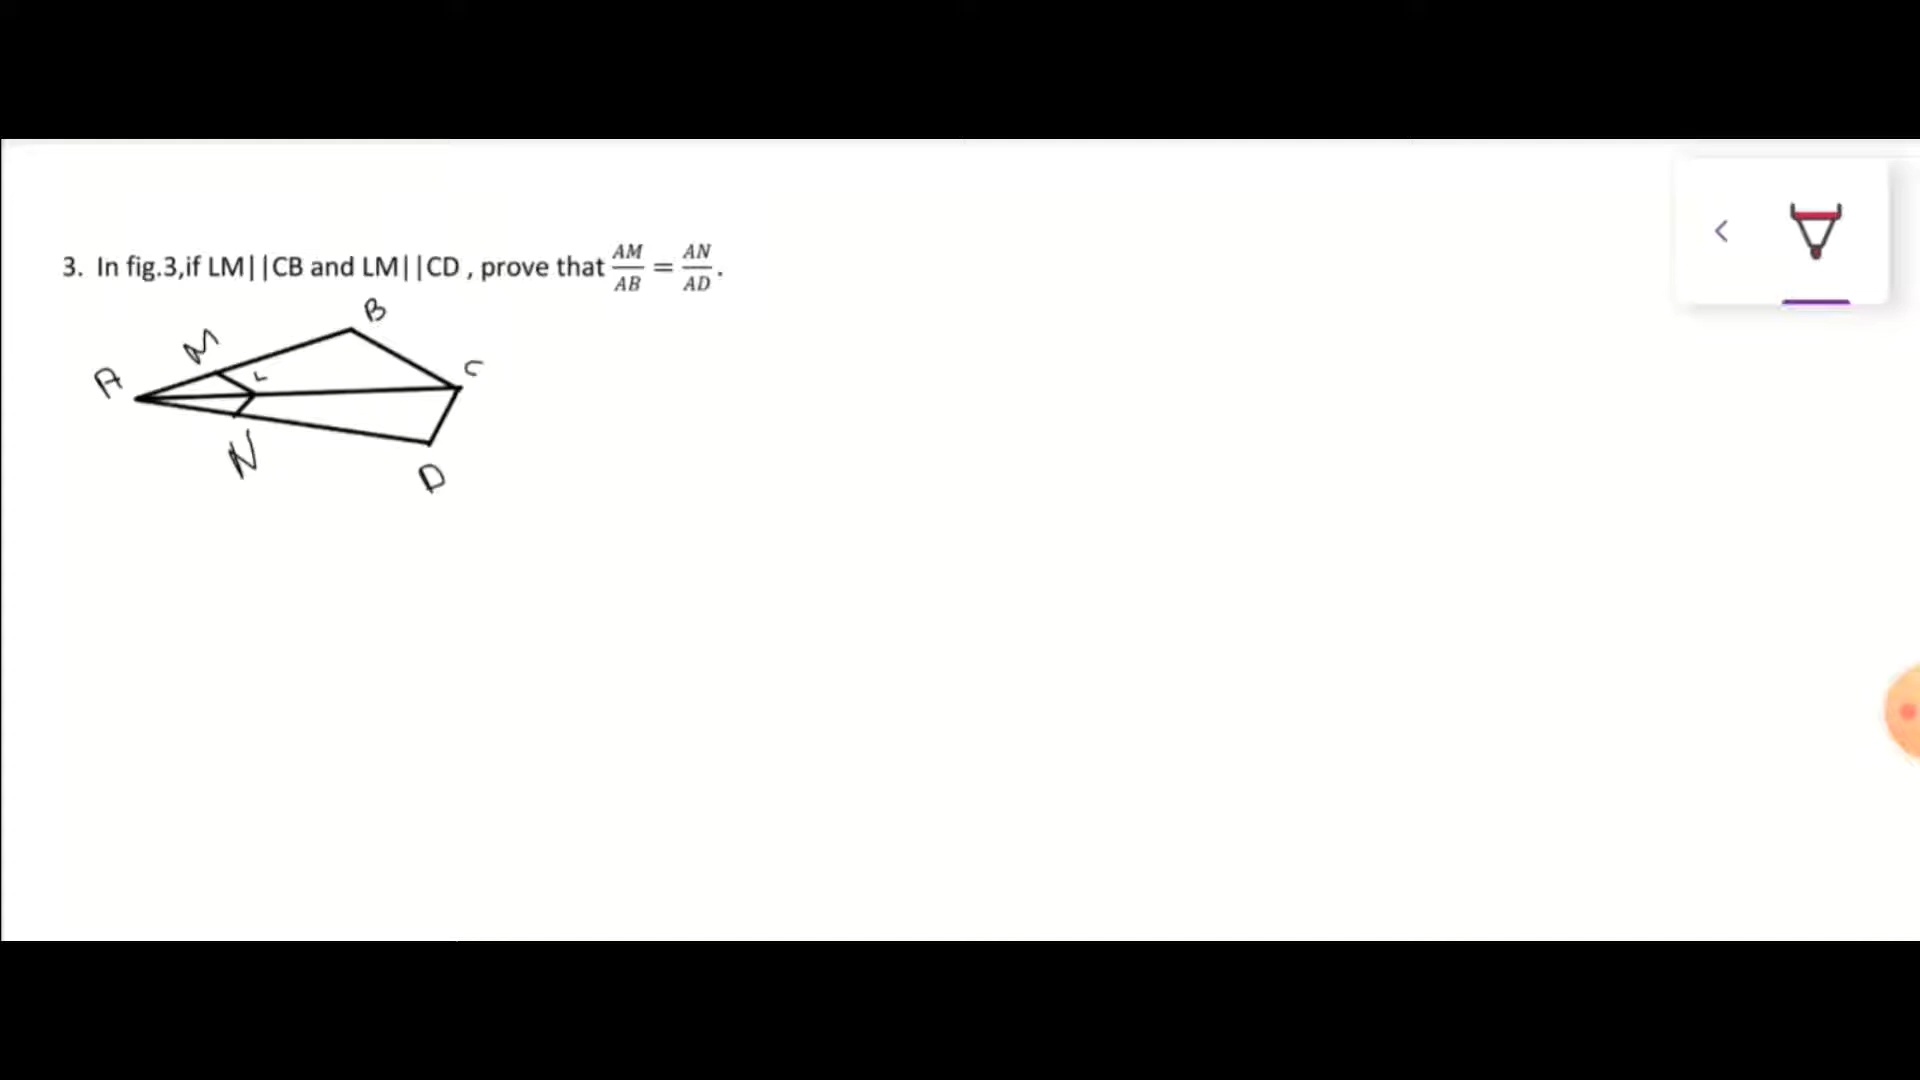 3. In fig.3,if LM||CB and LM||CD , prove that AM/AB = AN/AD .
B
M
C
L
A
N
D